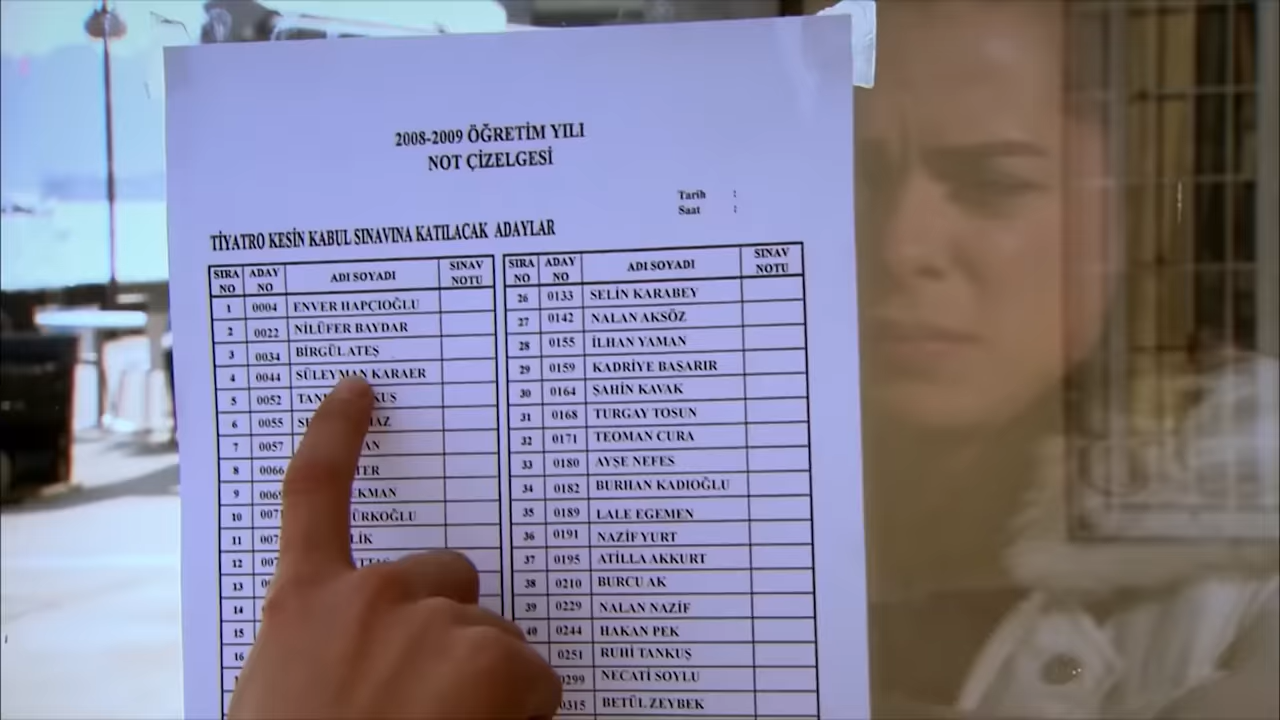 2008-2009 ÖĞRETİM YILI
NOT ÇİZELGESİ
Tarih :
Saat :
TİYATRO KESİN KABUL SINAVINA KATILACAK ADAYLAR
SIRA NO ADAY NO ADI SOYADI SINAV NOTU
1 0004 ENVER HAPÇIOĞLU
2 0022 NİLÜFER BAYDAR
3 0034 BİRGÜL ATEŞ
4 0044 SÜLEYMAN KARAER
5 0052
6 0055
7 0057
8 0066
9
10
11
12
13
14
15
16
SIRA NO ADAY NO ADI SOYADI SINAV NOTU
26 0133 SELİN KARABEY
27 0142 NALAN AKSÖZ
28 0155 İLHAN YAMAN
29 0159 KADRİYE BAŞARIR
30 0164 ŞAHİN KAVAK
31 0168 TURGAY TOSUN
32 0171 TEOMAN CURA
33 0180 AYŞE NEFES
34 0182 BURHAN KADIOĞLU
35 0189 LALE EGEMEN
36 0191 NAZİF YURT
37 0195 ATİLLA AKKURT
38 0210 BURCU AK
39 0229 NALAN NAZİF
40 0244 HAKAN PEK
0251 RUHİ TANKUŞ
0299 NECATİ SOYLU
0315 BETÜL ZEYBEK